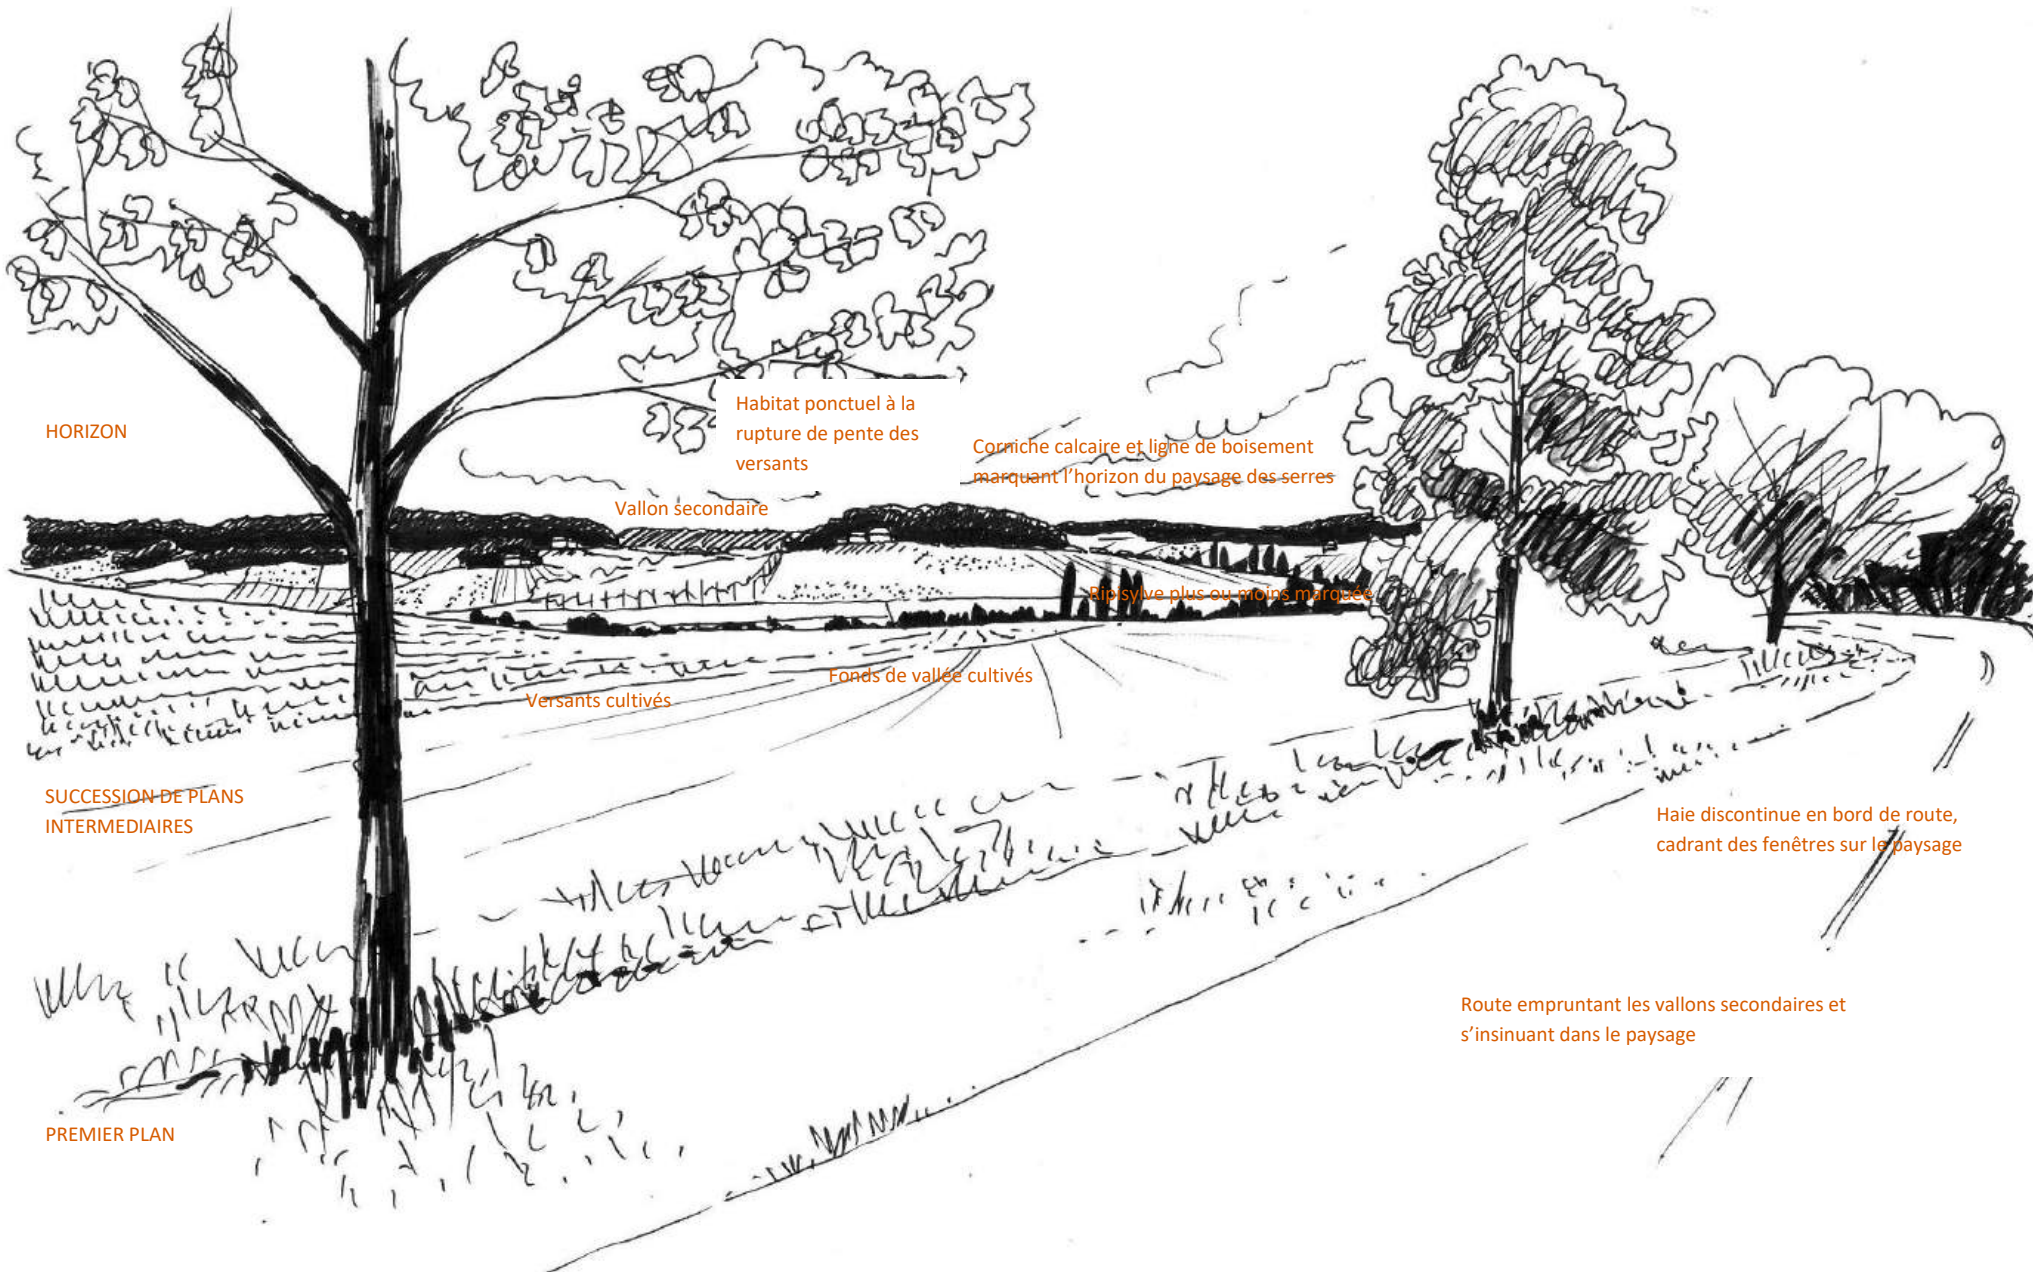 HORIZON
Habitat ponctuel à la
rupture de pente des
versants
Corniche calcaire et ligne de boisement
marquant l’horizon du paysage des serres
Vallon secondaire
Ripisylve plus ou moins marquée
Fonds de vallée cultivés
Versants cultivés
SUCCESSION DE PLANS
INTERMEDIAIRES
Haie discontinue en bord de route,
cadrant des fenêtres sur le paysage
Route empruntant les vallons secondaires et
s’insinuant dans le paysage
PREMIER PLAN